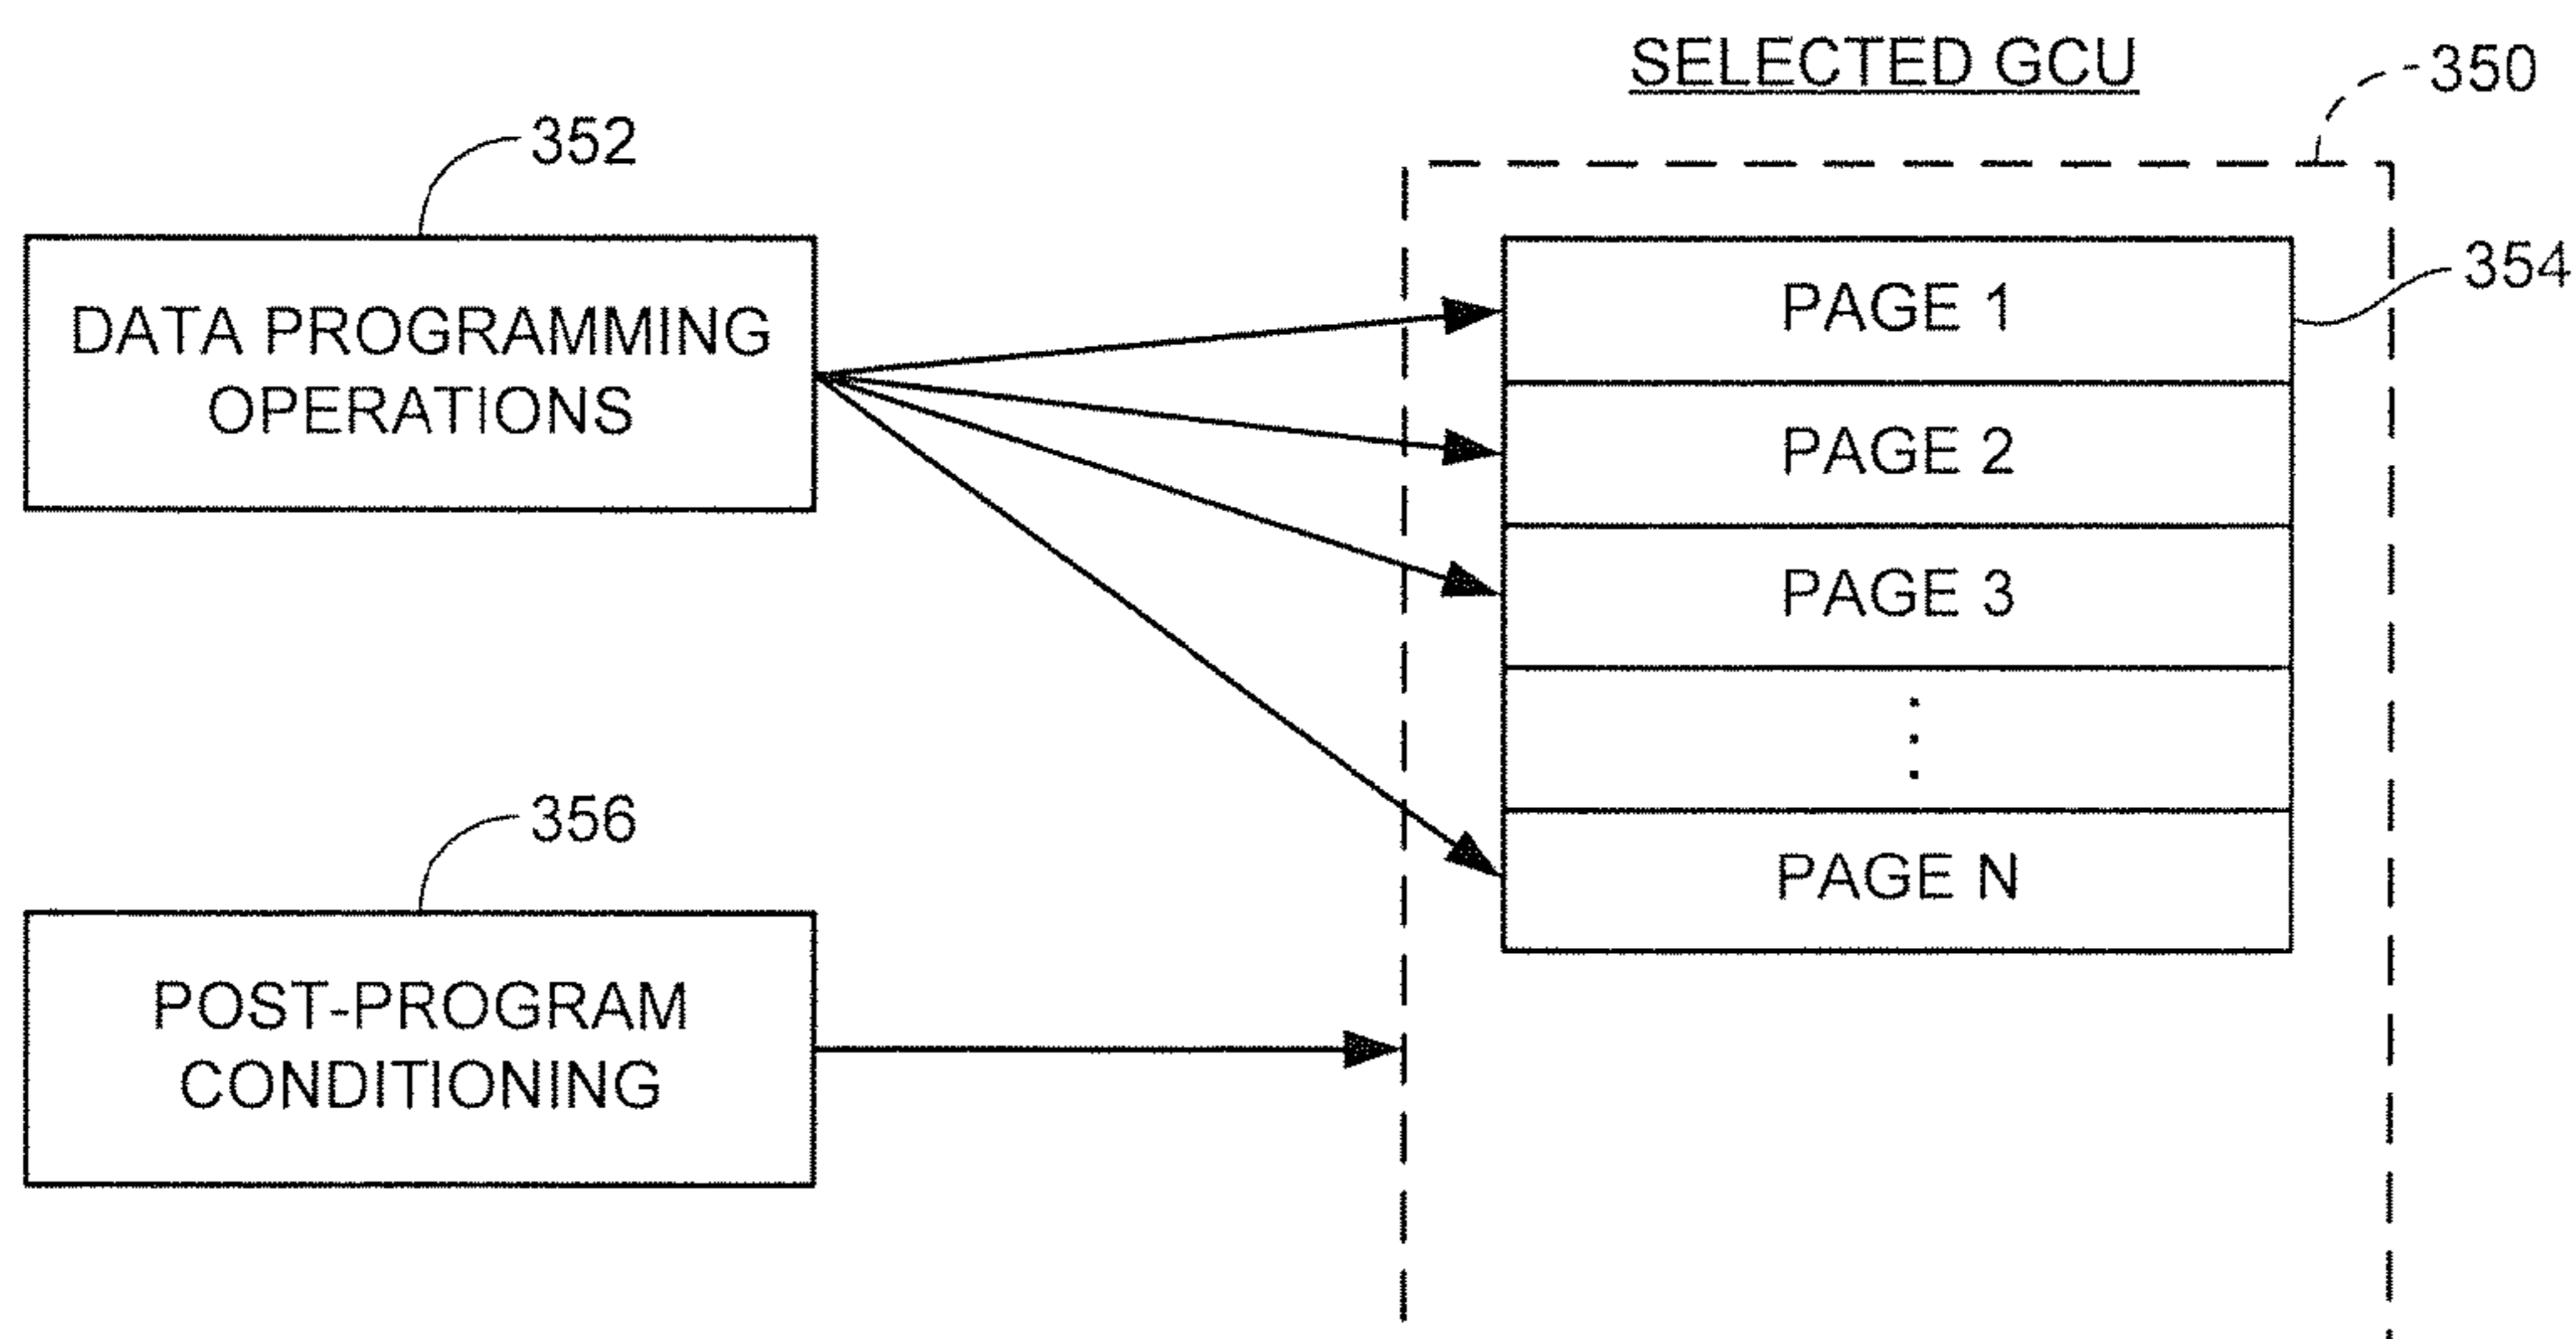 SELECTED GCU
350
352
DATA PROGRAMMING
OPERATIONS
354
PAGE 1
PAGE 2
PAGE 3
PAGE N
356
POST-PROGRAM
CONDITIONING